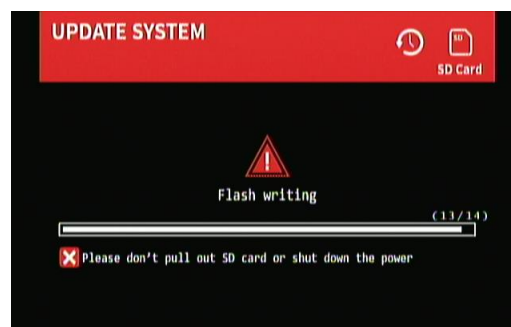 UPDATE SYSTEM
SD
SD Card
!
Flash writing
(13/14)
Please don't pull out SD card or shut down the power